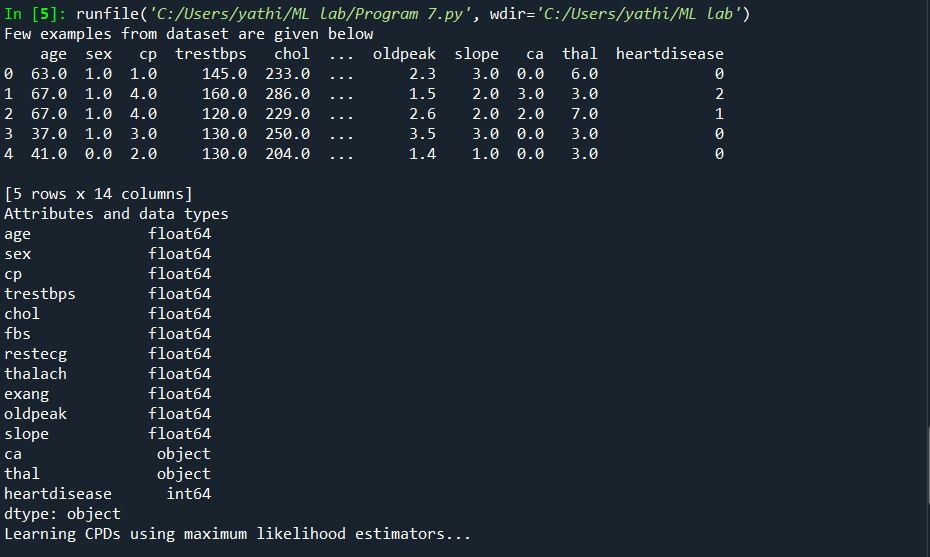 In [5]: runfile('C:/Users/yathi/ML lab/Program 7.py', wdir='C:/Users/yathi/ML lab')
Few examples from dataset are given below
    age  sex   cp  trestbps   chol  ...  oldpeak  slope   ca  thal  heartdisease
0  63.0  1.0  1.0     145.0  233.0  ...      2.3    3.0  0.0   6.0             0
1  67.0  1.0  4.0     160.0  286.0  ...      1.5    2.0  3.0   3.0             2
2  67.0  1.0  4.0     120.0  229.0  ...      2.6    2.0  2.0   7.0             1
3  37.0  1.0  3.0     130.0  250.0  ...      3.5    3.0  0.0   3.0             0
4  41.0  0.0  2.0     130.0  204.0  ...      1.4    1.0  0.0   3.0             0

[5 rows x 14 columns]
Attributes and data types
age             float64
sex             float64
cp              float64
trestbps        float64
chol            float64
fbs             float64
restecg         float64
thalach         float64
exang           float64
oldpeak         float64
slope           float64
ca               object
thal             object
heartdisease      int64
dtype: object
Learning CPDs using maximum likelihood estimators...